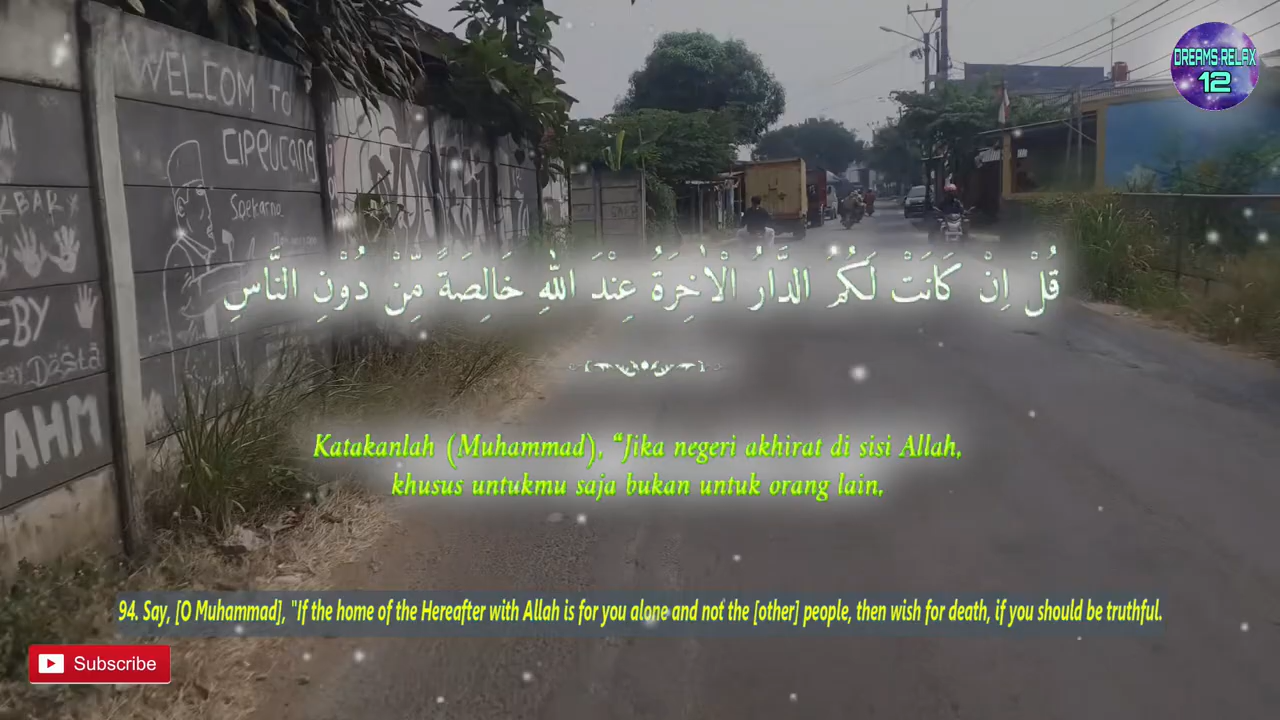 DREAMS RELAX
12
WELCOM TO
CIPEUCANG
Soekarno
KBAR
EBY
AHM
قُلْ اِنْ كَانَتْ لَكُمُ الدَّارُ الْاٰخِرَةُ عِنْدَ اللّٰهِ خَالِصَةً مِّنْ دُوْنِ النَّاسِ
Katakanlah (Muhammad), “Jika negeri akhirat di sisi Allah,
khusus untukmu saja bukan untuk orang lain,
94. Say, [O Muhammad], "If the home of the Hereafter with Allah is for you alone and not the [other] people, then wish for death, if you should be truthful.
Subscribe